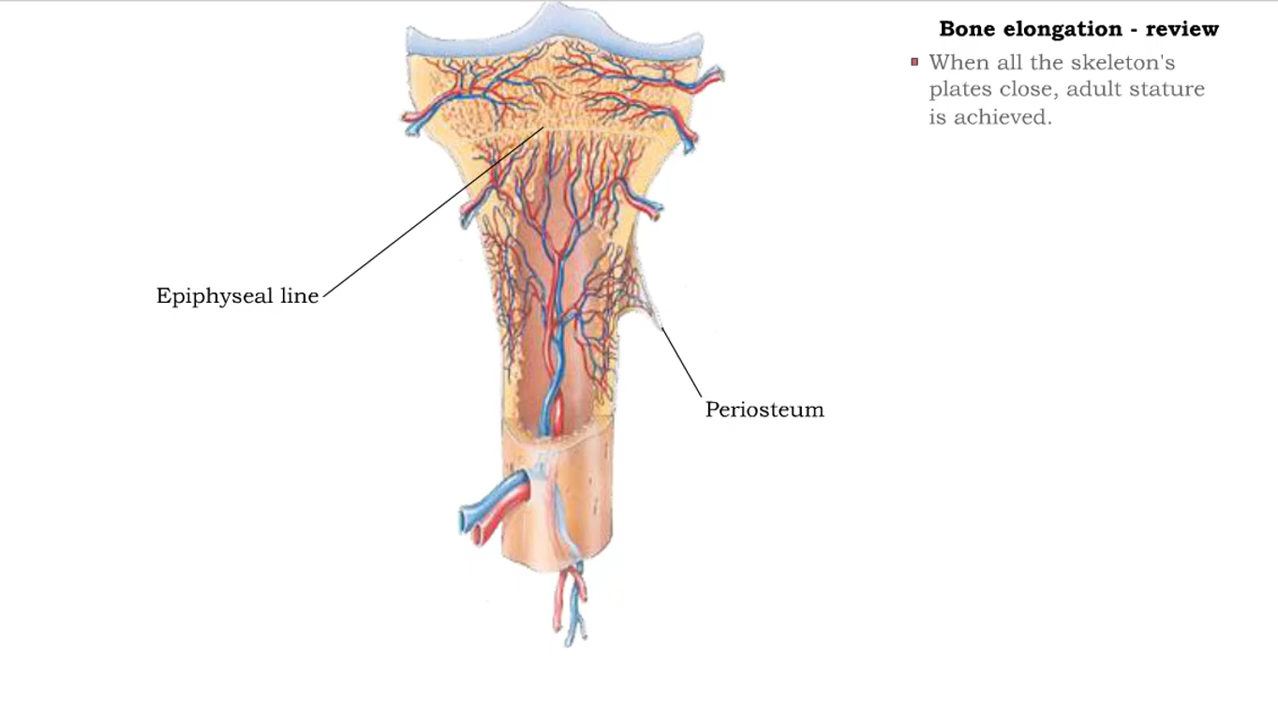 Bone elongation - review
When all the skeleton's
plates close, adult stature
is achieved.
Epiphyseal line
Periosteum